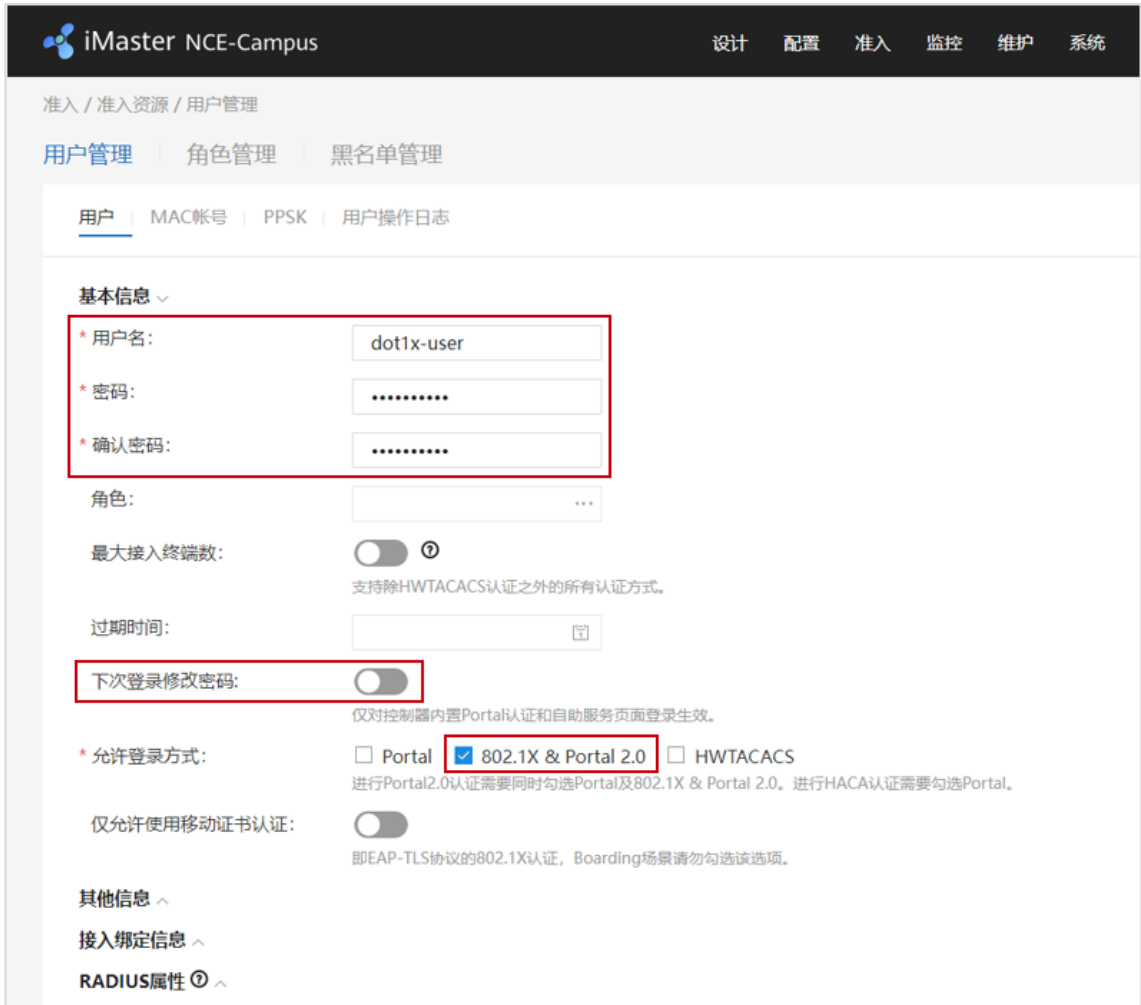 iMaster NCE-Campus 设计 配置 准入 监控 维护 系统
准入 / 准入资源 / 用户管理
用户管理 角色管理 黑名单管理
用户 MAC帐号 PPSK 用户操作日志
基本信息
* 用户名: dot1x-user
* 密码: ••••••••••
* 确认密码: ••••••••••
角色: ...
最大接入终端数: ?
支持除HWTACACS认证之外的所有认证方式。
过期时间: 1
下次登录修改密码:
仅对控制器内置Portal认证和自助服务页面登录生效。
* 允许登录方式: Portal 802.1X & Portal 2.0 HWTACACS
进行Portal2.0认证需要同时勾选Portal及802.1X & Portal 2.0。进行HACA认证需要勾选Portal。
仅允许使用移动证书认证:
即EAP-TLS协议的802.1X认证，Boarding场景请勿勾选该选项。
其他信息
接入绑定信息
RADIUS属性 ?